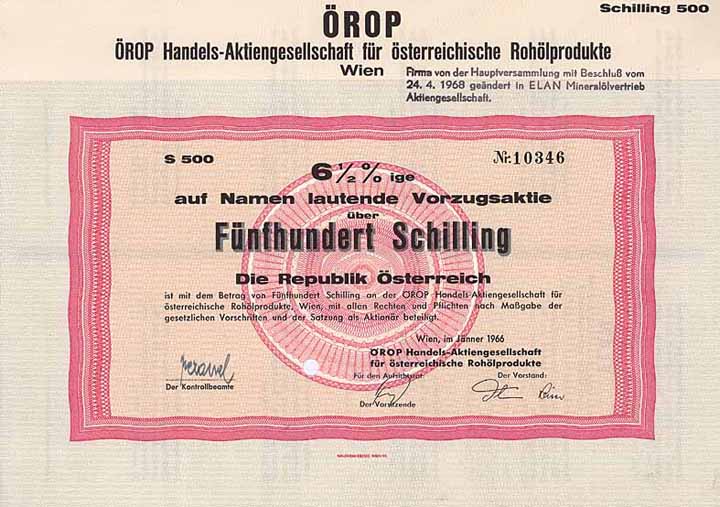 Schilling 500
ÖROP
ÖROP Handels-Aktiengesellschaft für österreichische Rohölprodukte
Wien
Firma von der Hauptversammlung mit Beschluß vom
24. 4. 1968 geändert in ELAN Mineralölvertrieb
Aktiengesellschaft.
S 500
Nr. 10346
6 1/2 % ige
auf Namen lautende Vorzugsaktie
über
Fünfhundert Schilling
Die Republik Österreich
ist mit dem Betrag von Fünfhundert Schilling an der ÖROP Handels-Aktiengesellschaft für
österreichische Rohölprodukte, Wien, mit allen Rechten und Pflichten nach Maßgabe der
gesetzlichen Vorschriften und der Satzung als Aktionär beteiligt.
Wien, im Jänner 1966
ÖROP Handels-Aktiengesellschaft
für österreichische Rohölprodukte
Für den Aufsichtsrat:
Der Vorstand:
Der Kontrollbeamte
Der Vorsitzende